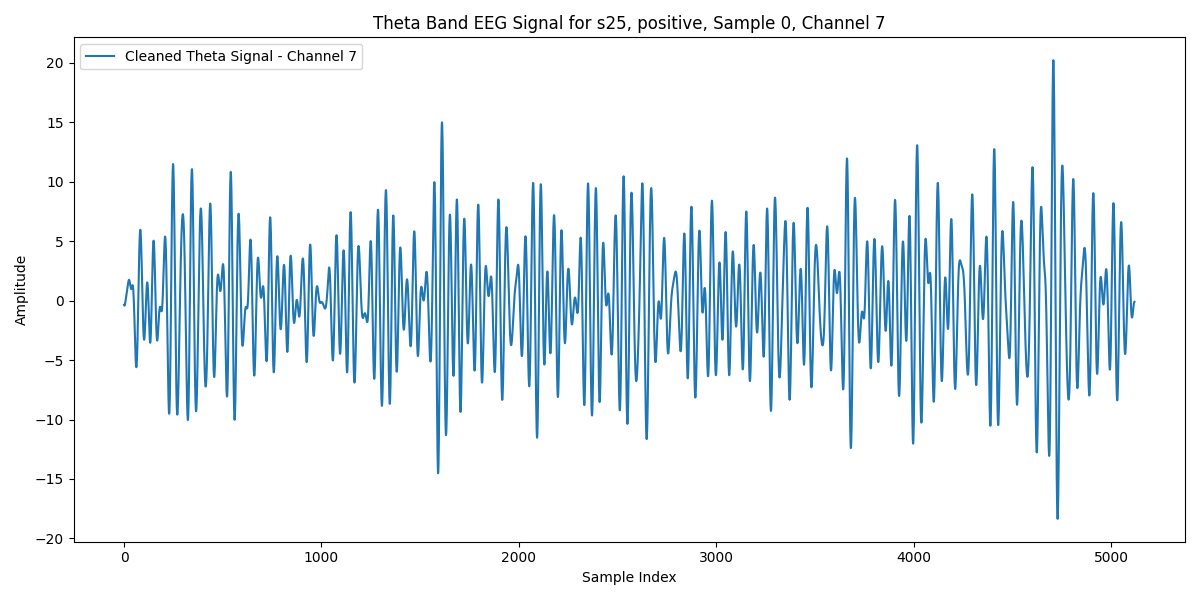 Theta Band EEG Signal for s25, positive, Sample 0, Channel 7
Cleaned Theta Signal - Channel 7
Amplitude
20
15
10
5
0
−5
−10
−15
−20
0 1000 2000 3000 4000 5000
Sample Index